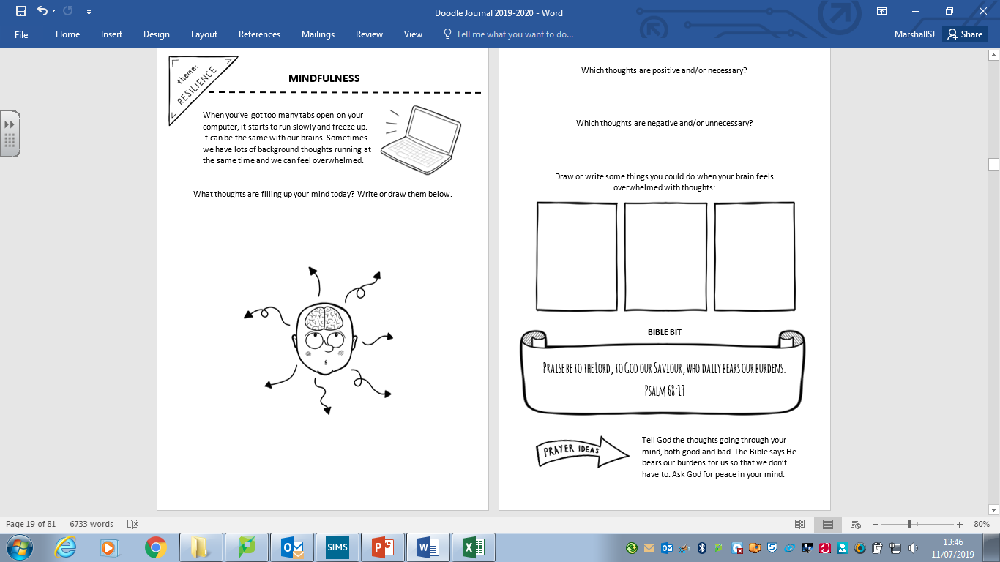 Doodle Journal 2019-2020 - Word
File Home Insert Design Layout References Mailings Review View Tell me what you want to do... MarshallSJ Share
theme:
RESILIENCE
MINDFULNESS
When you’ve got too many tabs open on your
computer, it starts to run slowly and freeze up.
It can be the same with our brains. Sometimes
we have lots of background thoughts running at
the same time and we can feel overwhelmed.
What thoughts are filling up your mind today? Write or draw them below.
Which thoughts are positive and/or necessary?
Which thoughts are negative and/or unnecessary?
Draw or write some things you could do when your brain feels
overwhelmed with thoughts:
BIBLE BIT
Praise be to the Lord, to God our Saviour, who daily bears our burdens.
Psalm 68:19
PRAYER IDEAS
Tell God the thoughts going through your
mind, both good and bad. The Bible says He
bears our burdens for us so that we don’t
have to. Ask God for peace in your mind.
Page 19 of 81 6733 words 80%
SIMS
13:46
11/07/2019